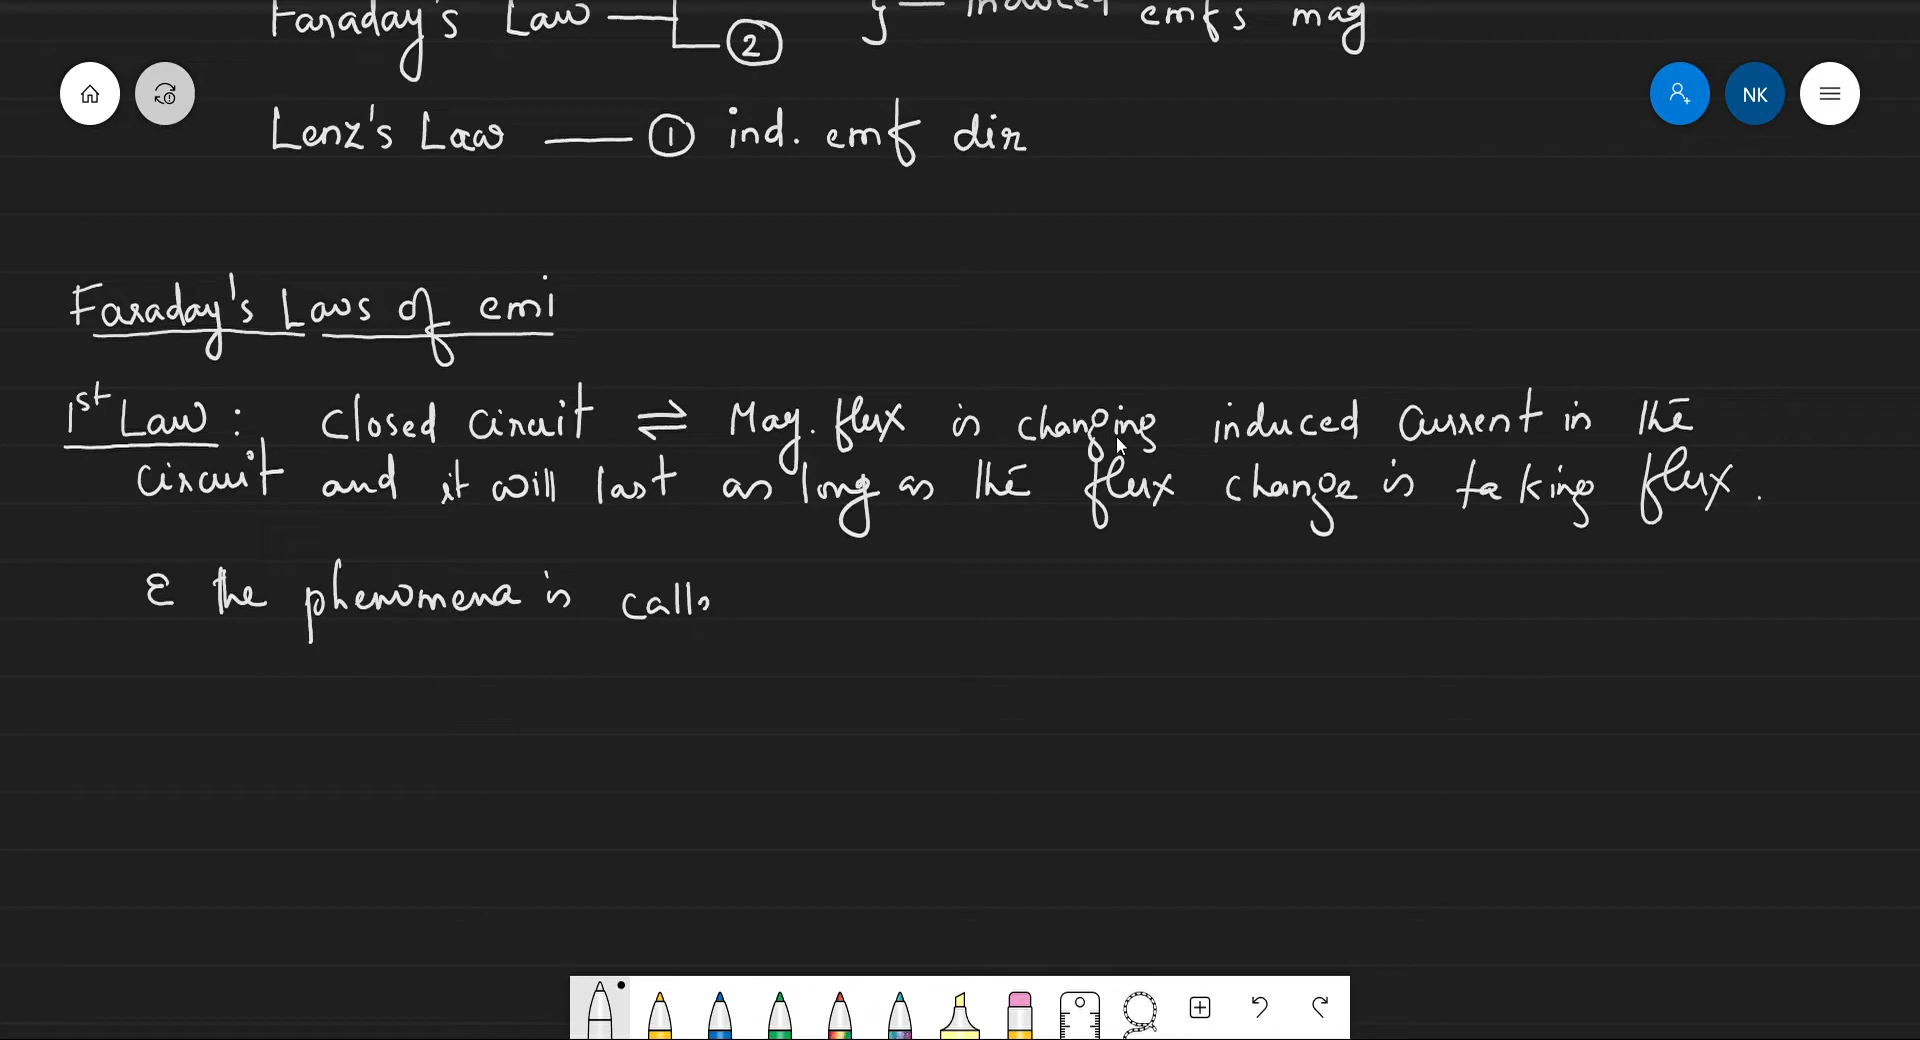 Faraday's Law — ② } — induced emfs mag
NK
Lenz's Law — ① ind. emf dir
Faraday's Laws of emi
1st Law : Closed Circuit ⇌ Mag. flux is changing induced current in the
circuit and it will last as long as the flux change is taking flux .
& the phenomena is calls